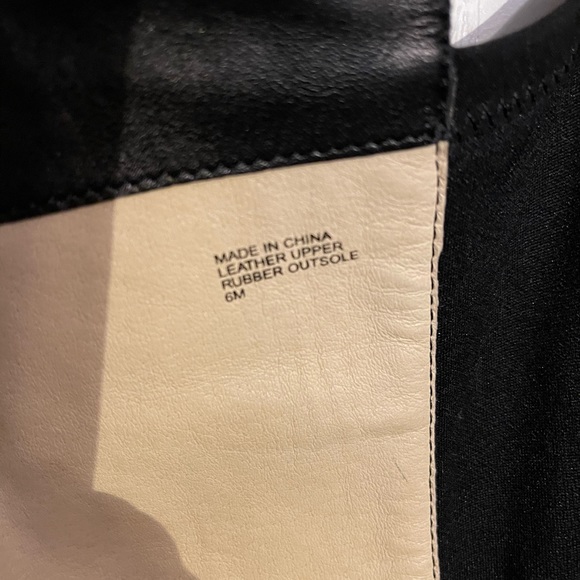 MADE IN CHINA
LEATHER UPPER
RUBBER OUTSOLE
6M